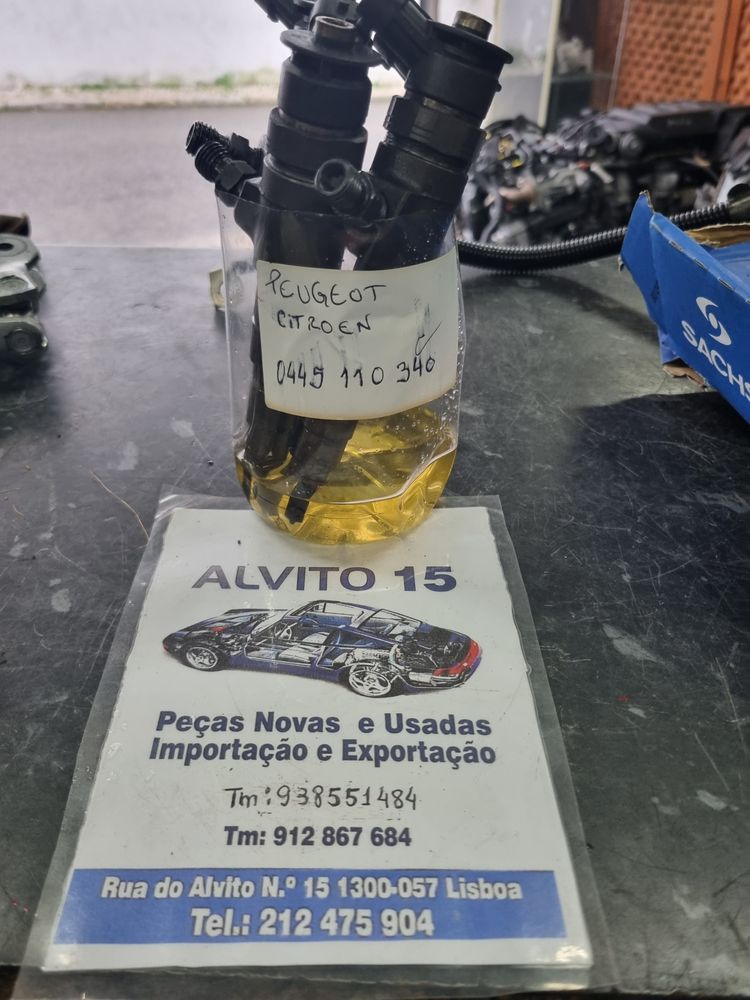 PEUGEOT
CITROEN
0445 110 340
SACHS
ALVITO 15
Peças Novas e Usadas
Importação e Exportação
Tm: 938551484
Tm: 912 867 684
Rua do Alvito N.º 15 1300-057 Lisboa
Tel.: 212 475 904